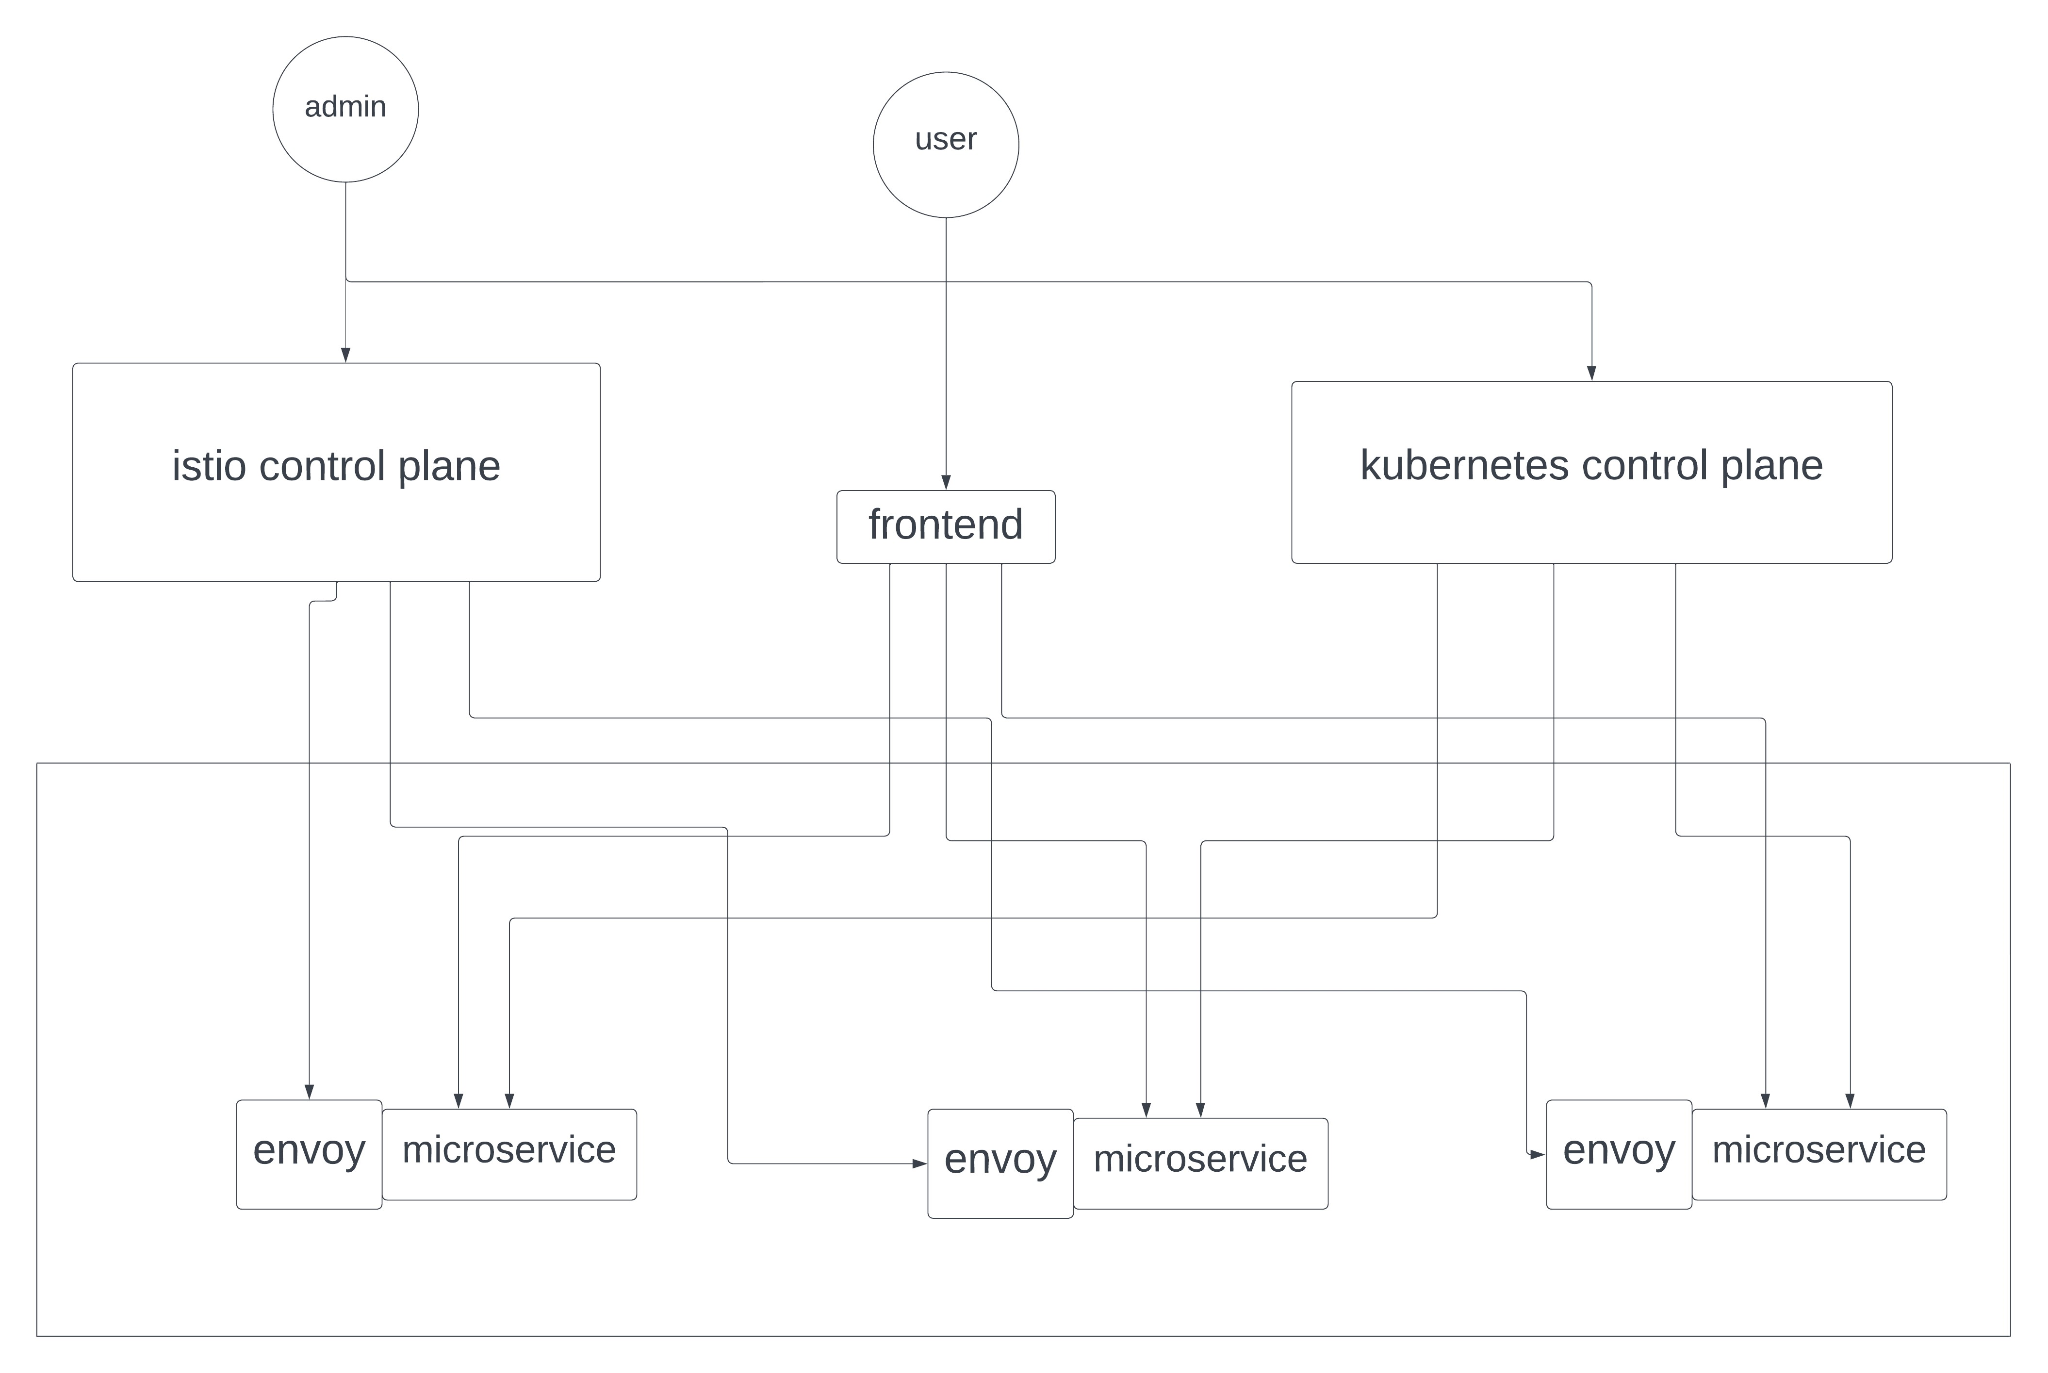 admin
user
istio control plane
frontend
kubernetes control plane
envoy
microservice
envoy
microservice
envoy
microservice